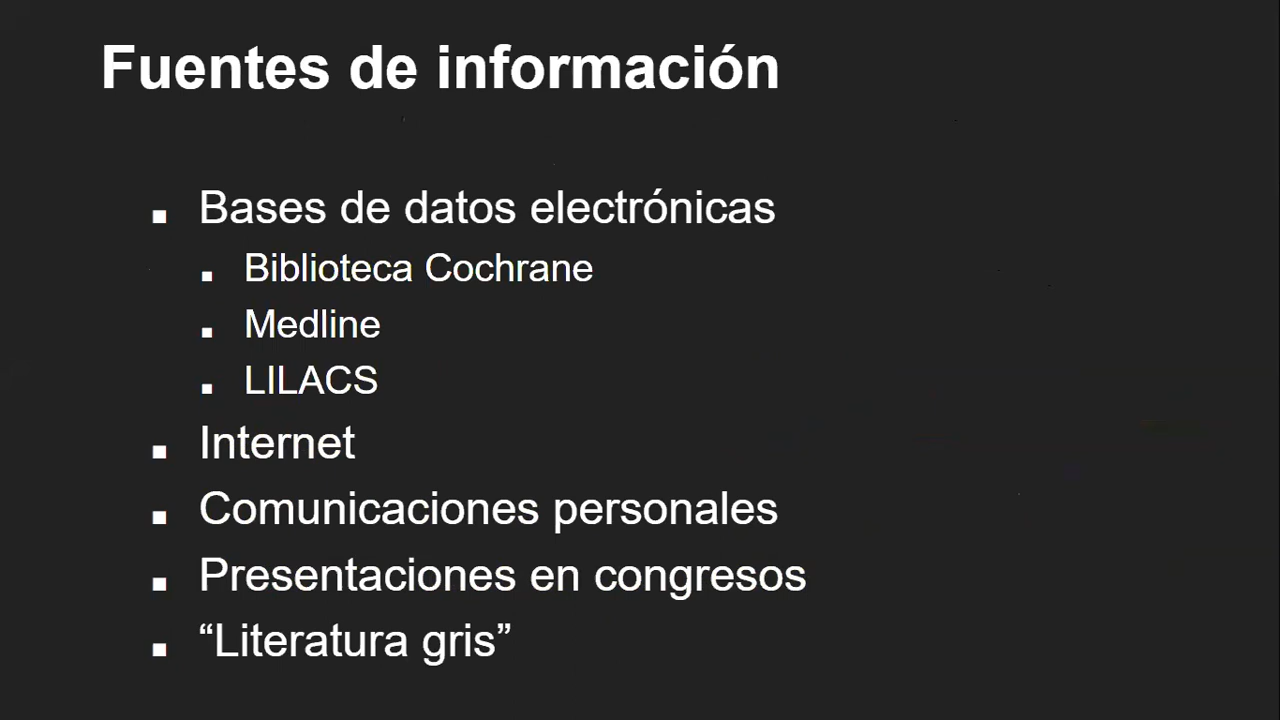 Fuentes de información
Bases de datos electrónicas
Biblioteca Cochrane
Medline
LILACS
Internet
Comunicaciones personales
Presentaciones en congresos
“Literatura gris”